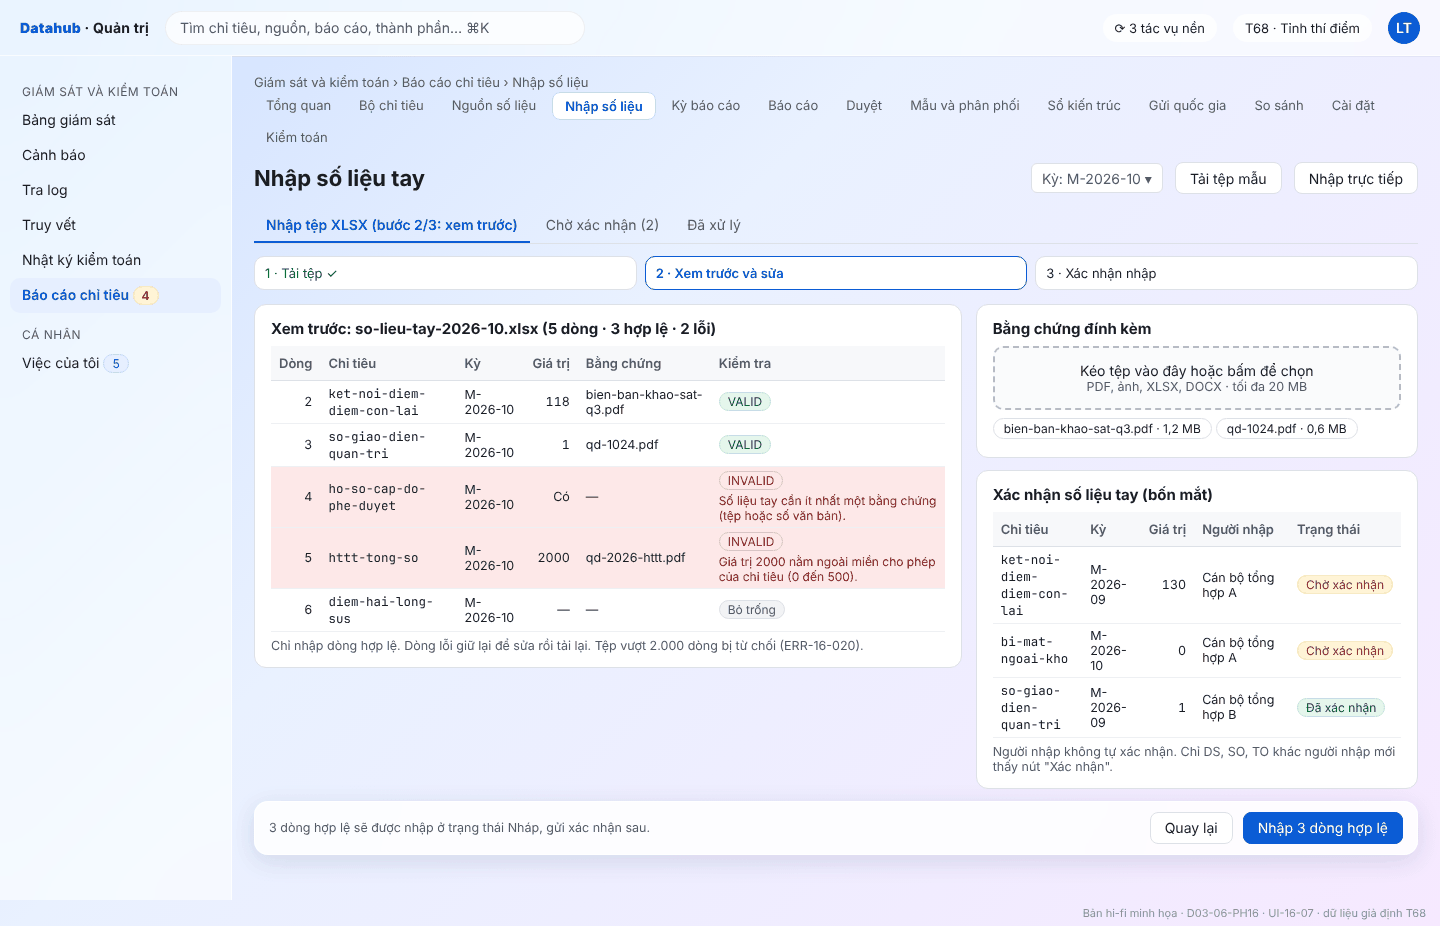 Datahub · Quản trị
Tìm chỉ tiêu, nguồn, báo cáo, thành phần... ⌘K
⟳ 3 tác vụ nền
T68 · Tỉnh thí điểm
LT
GIÁM SÁT VÀ KIỂM TOÁN
Bảng giám sát
Cảnh báo
Tra log
Truy vết
Nhật ký kiểm toán
Báo cáo chỉ tiêu 4
CÁ NHÂN
Việc của tôi 5
Giám sát và kiểm toán › Báo cáo chỉ tiêu › Nhập số liệu
Tổng quan
Bộ chỉ tiêu
Nguồn số liệu
Nhập số liệu
Kỳ báo cáo
Báo cáo
Duyệt
Mẫu và phân phối
Sổ kiến trúc
Gửi quốc gia
So sánh
Cài đặt
Kiểm toán
Nhập số liệu tay
Kỳ: M-2026-10 ▾
Tải tệp mẫu
Nhập trực tiếp
Nhập tệp XLSX (bước 2/3: xem trước)
Chờ xác nhận (2)
Đã xử lý
1 · Tải tệp ✓
2 · Xem trước và sửa
3 · Xác nhận nhập
Xem trước: so-lieu-tay-2026-10.xlsx (5 dòng · 3 hợp lệ · 2 lỗi)
Dòng Chỉ tiêu Kỳ Giá trị Bằng chứng Kiểm tra
2 ket-noi-diem- M- 118 bien-ban-khao-sat- VALID
diem-con-lai 2026-10 q3.pdf
3 so-giao-dien- M- 1 qd-1024.pdf VALID
quan-tri 2026-10
4 ho-so-cap-do- M- Có — INVALID
phe-duyet 2026-10 Số liệu tay cần ít nhất một bằng chứng
(tệp hoặc số văn bản).
5 httt-tong-so M- 2000 qd-2026-httt.pdf INVALID
2026-10 Giá trị 2000 nằm ngoài miền cho phép
của chỉ tiêu (0 đến 500).
6 diem-hai-long- M- — — Bỏ trống
sus 2026-10
Chỉ nhập dòng hợp lệ. Dòng lỗi giữ lại để sửa rồi tải lại. Tệp vượt 2.000 dòng bị từ chối (ERR-16-020).
Bằng chứng đính kèm
Kéo tệp vào đây hoặc bấm để chọn
PDF, ảnh, XLSX, DOCX · tối đa 20 MB
bien-ban-khao-sat-q3.pdf · 1,2 MB
qd-1024.pdf · 0,6 MB
Xác nhận số liệu tay (bốn mắt)
Chỉ tiêu Kỳ Giá trị Người nhập Trạng thái
ket-noi- M- 130 Cán bộ tổng Chờ xác nhận
diem- 2026- hợp A
diem-con- 09
lai
bi-mat- M- 0 Cán bộ tổng Chờ xác nhận
ngoai-kho 2026- hợp A
10
so-giao- M- 1 Cán bộ tổng Đã xác nhận
dien- 2026- hợp B
quan-tri 09
Người nhập không tự xác nhận. Chỉ DS, SO, TO khác người nhập mới
thấy nút "Xác nhận".
3 dòng hợp lệ sẽ được nhập ở trạng thái Nháp, gửi xác nhận sau.
Quay lại
Nhập 3 dòng hợp lệ
Bản hi-fi minh họa · D03-06-PH16 · UI-16-07 · dữ liệu giả định T68